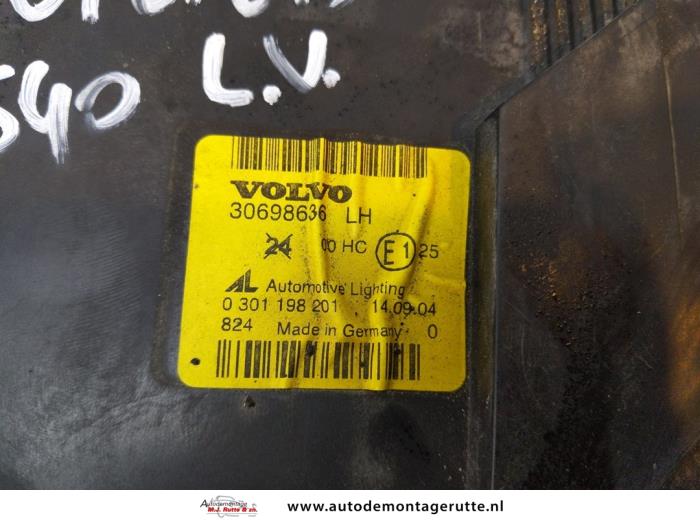 S40 L.V.
VOLVO
30698636 LH
24 00 HC E1 25
AL Automotive Lighting
0 301 198 201 14.09.04
824 Made in Germany 0
Autodemontage
M.J. Rutte & zn.
www.autodemontagerutte.nl